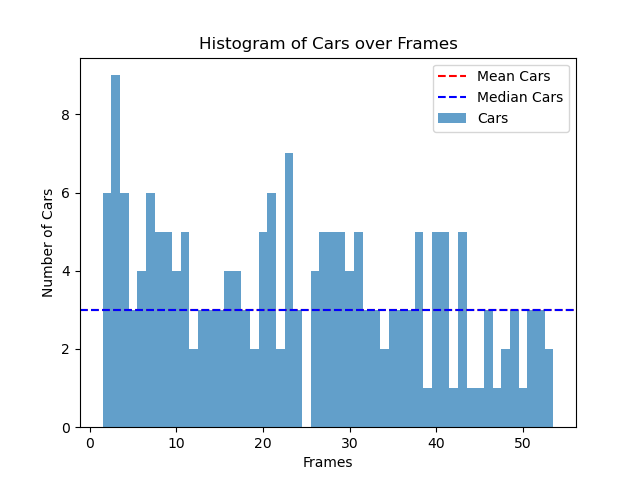 Histogram of Cars over Frames
Mean Cars
Median Cars
Cars
Number of Cars
8
6
4
2
0
0 10 20 30 40 50
Frames